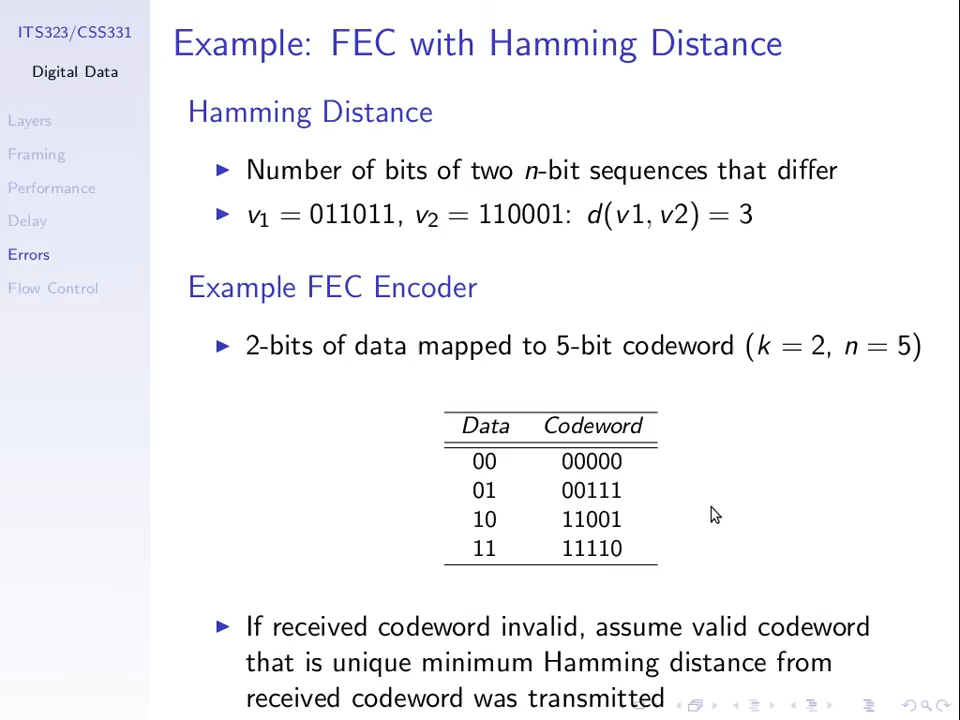 ITS323/CSS331
Digital Data
Layers
Framing
Performance
Delay
Errors
Flow Control
Example: FEC with Hamming Distance
Hamming Distance
Number of bits of two n-bit sequences that differ
v₁ = 011011, v₂ = 110001: d(v1, v2) = 3
Example FEC Encoder
2-bits of data mapped to 5-bit codeword (k = 2, n = 5)
Data Codeword
00 00000
01 00111
10 11001
11 11110
If received codeword invalid, assume valid codeword
that is unique minimum Hamming distance from
received codeword was transmitted